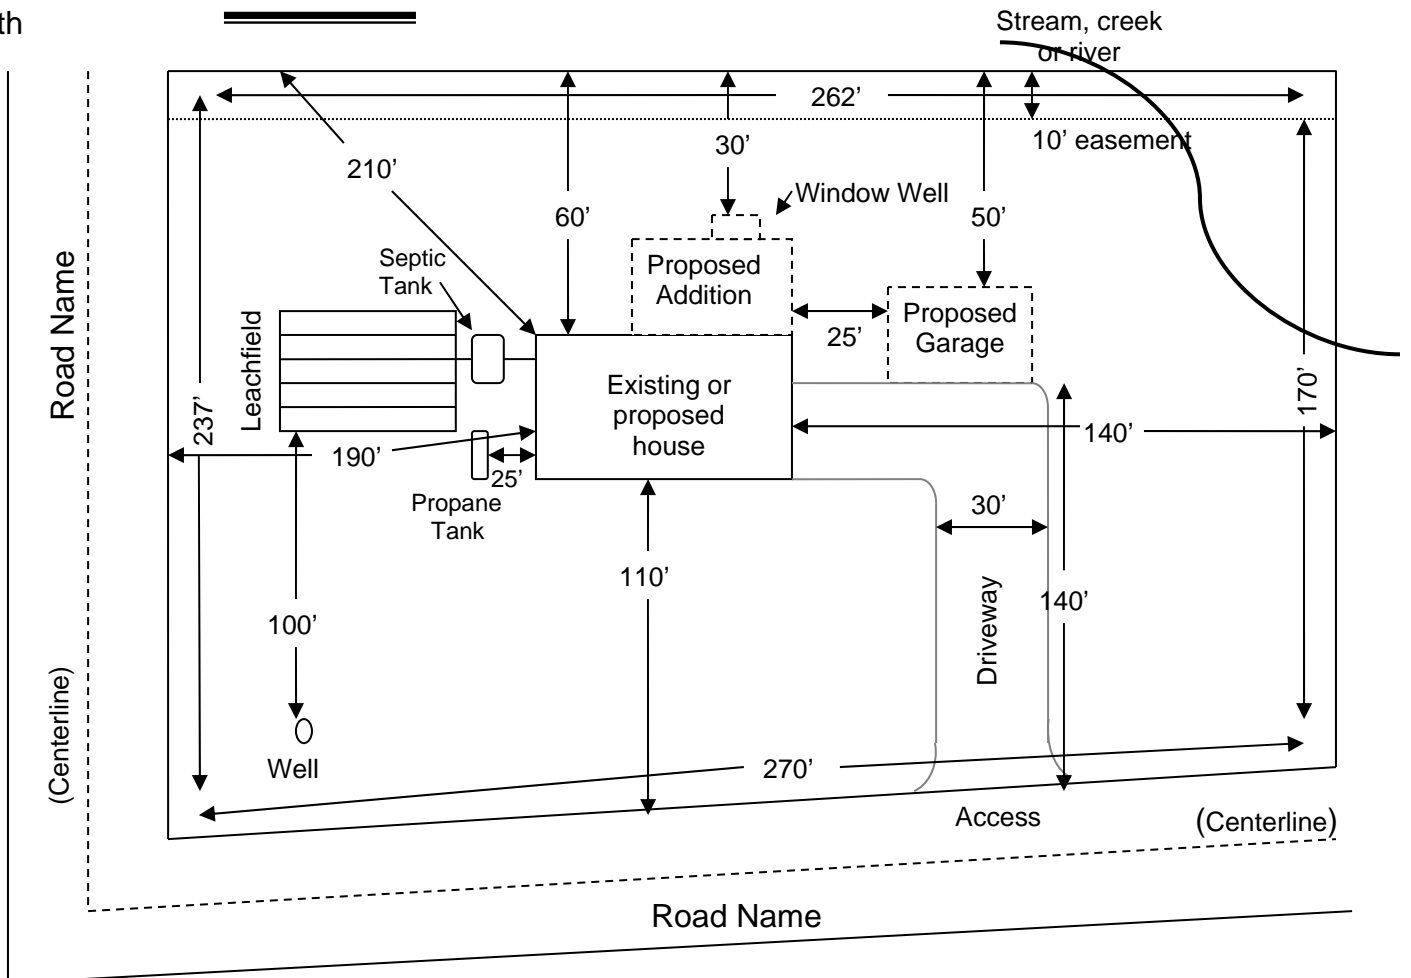 th
Stream, creek
or river
262’
10’ easement
30’
210’
Window Well
60’
50’
Septic
Tank
Proposed
Addition
Proposed
Garage
25’
Road Name
Leachfield
Existing or
proposed
house
237’
170’
140’
190’
25’
Propane
Tank
30’
110’
140’
Driveway
100’
(Centerline)
Well
270’
Access
(Centerline)
Road Name